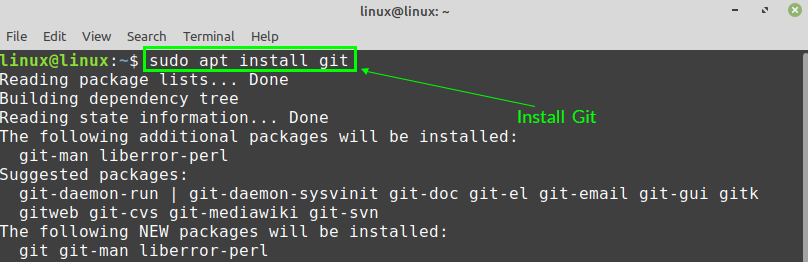 linux@linux: ~
File Edit View Search Terminal Help
linux@linux:~$ sudo apt install git
Reading package lists... Done
Building dependency tree
Reading state information... Done
Install Git
The following additional packages will be installed:
git-man liberror-perl
Suggested packages:
git-daemon-run | git-daemon-sysvinit git-doc git-el git-email git-gui gitk
gitweb git-cvs git-mediawiki git-svn
The following NEW packages will be installed:
git git-man liberror-perl